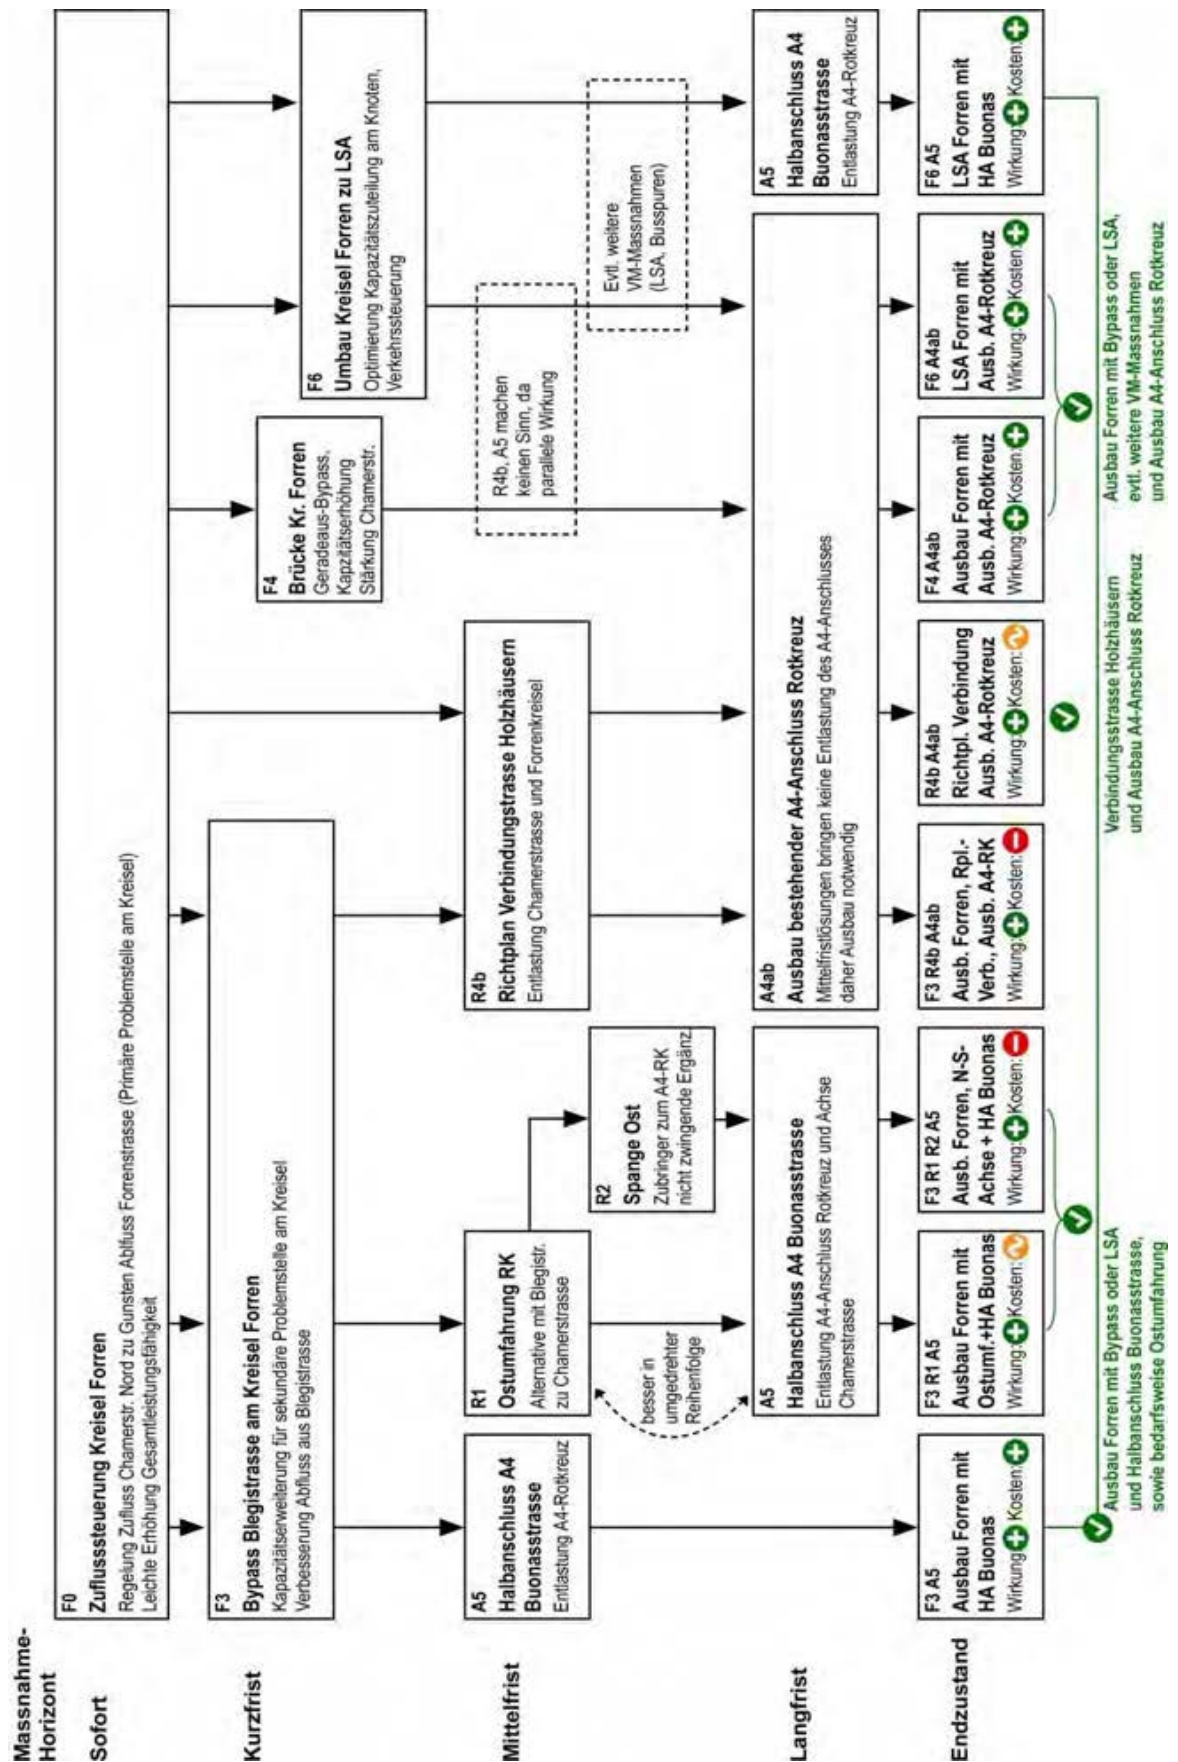 Massnahme-
Horizont
Sofort
F0
Zuflusssteuerung Kreisel Forren
Regelung Zufluss Chamerstr. Nord zu Gunsten Abfluss Forrenstrasse (Primäre Problemstelle am Kreisel)
Leichte Erhöhung Gesamtleistungsfähigkeit
Kurzfrist
F3
Bypass Blegistrasse am Kreisel Forren
Kapazitätserweiterung für sekundäre Problemstelle am Kreisel
Verbesserung Abfluss aus Blegistrasse
F4
Brücke Kr. Forren
Geradeaus-Bypass,
Kapzitätserhöhung
Stärkung Chamerstr.
F6
Umbau Kreisel Forren zu LSA
Optimierung Kapazitätszuteilung am Knoten,
Verkehrssteuerung
Mittelfrist
A5
Halbanschluss A4
Buonasstrasse
Entlastung A4-Rotkreuz
R1
Ostumfahrung RK
Alternative mit Blegistr.
zu Chamerstrasse
R2
Spange Ost
Zubringer zum A4-RK
nicht zwingende Ergänz.
R4b
Richtplan Verbindungstrasse Holzhäusern
Entlastung Chamerstrasse und Forrenkreisel
R4b, A5 machen
keinen Sinn, da
parallele Wirkung
Evtl. weitere
VM-Massnahmen
(LSA, Busspuren)
besser in
umgedrehter
Reihenfolge
Langfrist
A5
Halbanschluss A4 Buonasstrasse
Entlastung A4-Anschluss Rotkreuz und Achse
Chamerstrasse
A4ab
Ausbau bestehender A4-Anschluss Rotkreuz
Mittelfristlösungen bringen keine Entlastung des A4-Anschlusses
daher Ausbau notwendig
A5
Halbanschluss A4
Buonasstrasse
Entlastung A4-Rotkreuz
Endzustand
F3 A5
Ausbau Forren mit
HA Buonas
Wirkung: Kosten:
F3 R1 A5
Ausbau Forren mit
Ostumf.+HA Buonas
Wirkung: Kosten:
F3 R1 R2 A5
Ausb. Forren, N-S-
Achse + HA Buonas
Wirkung: Kosten:
F3 R4b A4ab
Ausb. Forren, Rpl.-
Verb., Ausb. A4-RK
Wirkung: Kosten:
R4b A4ab
Richtpl. Verbindung
Ausb. A4-Rotkreuz
Wirkung: Kosten:
F4 A4ab
Ausbau Forren mit
Ausb. A4-Rotkreuz
Wirkung: Kosten:
F6 A4ab
LSA Forren mit
Ausb. A4-Rotkreuz
Wirkung: Kosten:
F6 A5
LSA Forren mit
HA Buonas
Wirkung: Kosten:
Ausbau Forren mit Bypass oder LSA
und Halbanschluss Buonasstrasse,
sowie bedarfsweise Ostumfahrung
Verbindungsstrasse Holzhäusern
und Ausbau A4-Anschluss Rotkreuz
Ausbau Forren mit Bypass oder LSA,
evtl. weitere VM-Massnahmen
und Ausbau A4-Anschluss Rotkreuz